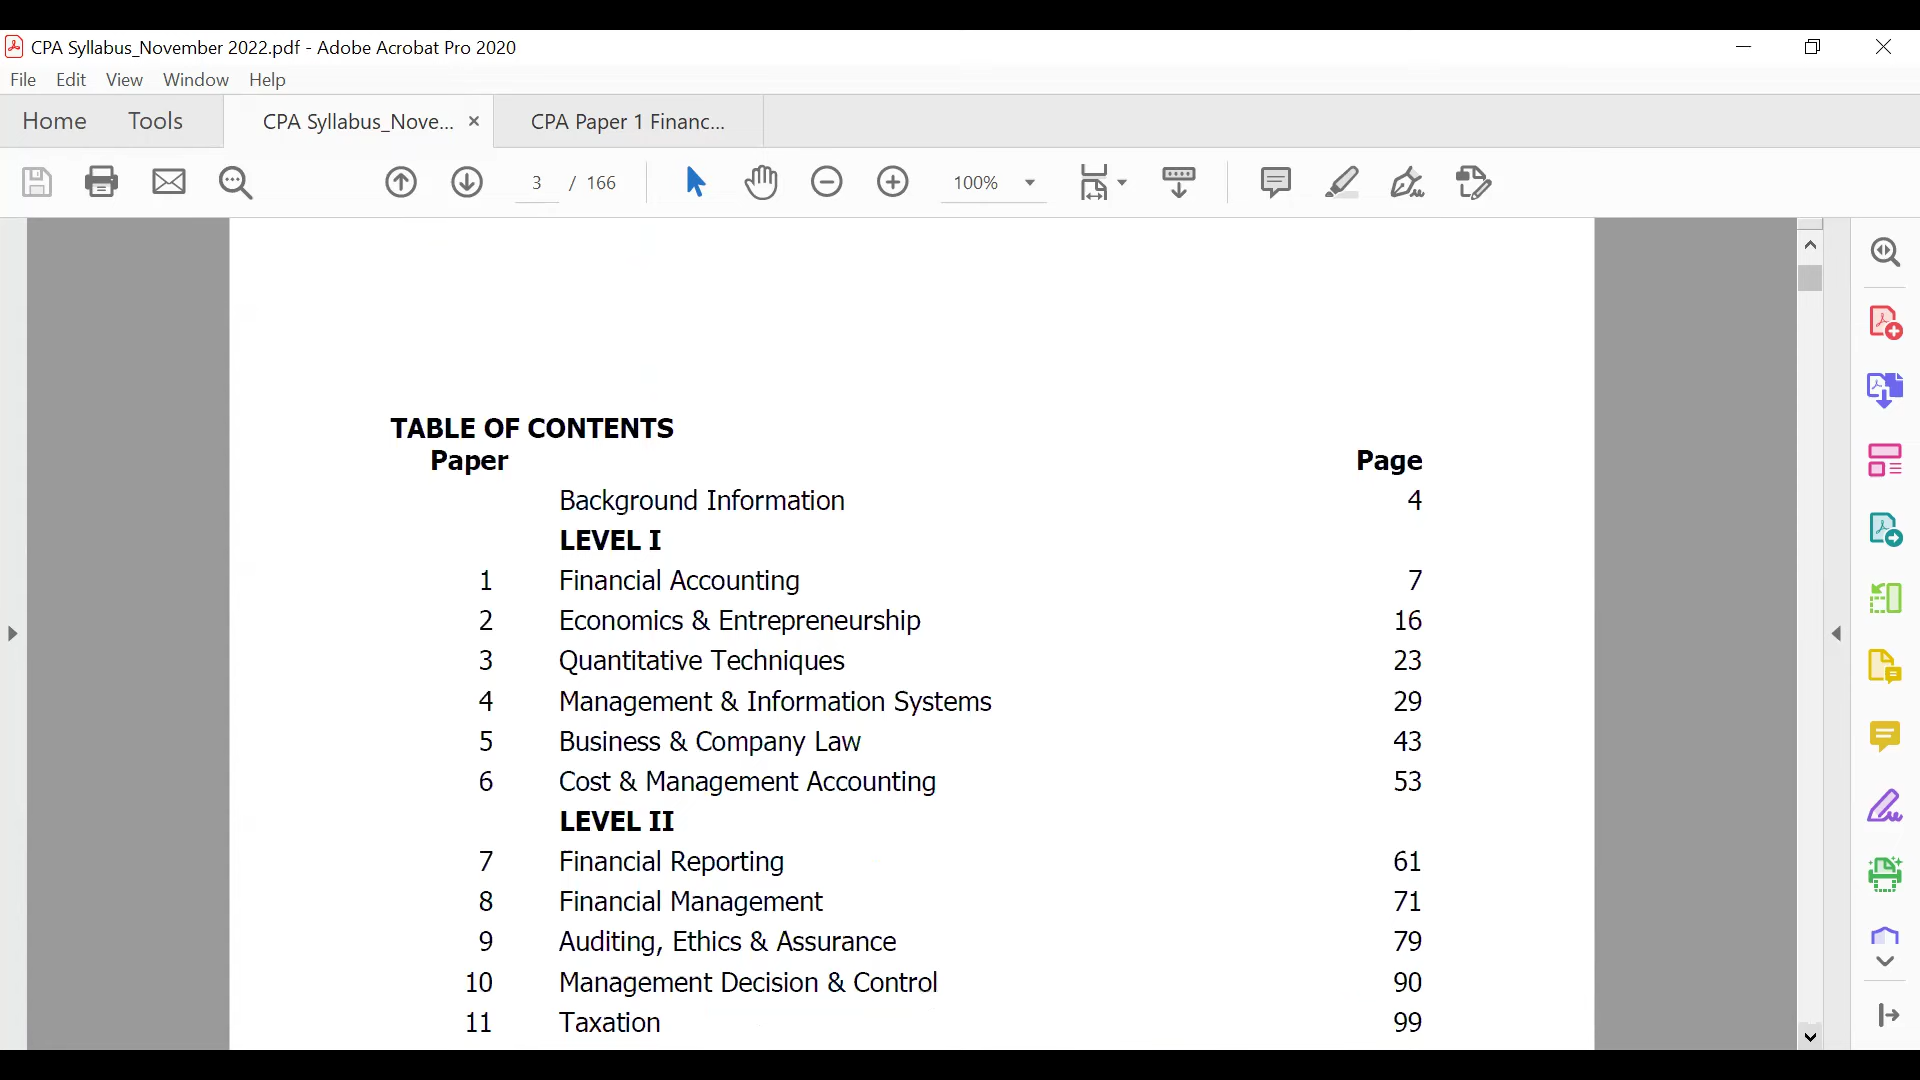 CPA Syllabus_November 2022.pdf - Adobe Acrobat Pro 2020
File Edit View Window Help
Home Tools CPA Syllabus_Nove... × CPA Paper 1 Financ...
3 / 166 100%
TABLE OF CONTENTS
Paper Page
Background Information 4
LEVEL I
1 Financial Accounting 7
2 Economics & Entrepreneurship 16
3 Quantitative Techniques 23
4 Management & Information Systems 29
5 Business & Company Law 43
6 Cost & Management Accounting 53
LEVEL II
7 Financial Reporting 61
8 Financial Management 71
9 Auditing, Ethics & Assurance 79
10 Management Decision & Control 90
11 Taxation 99